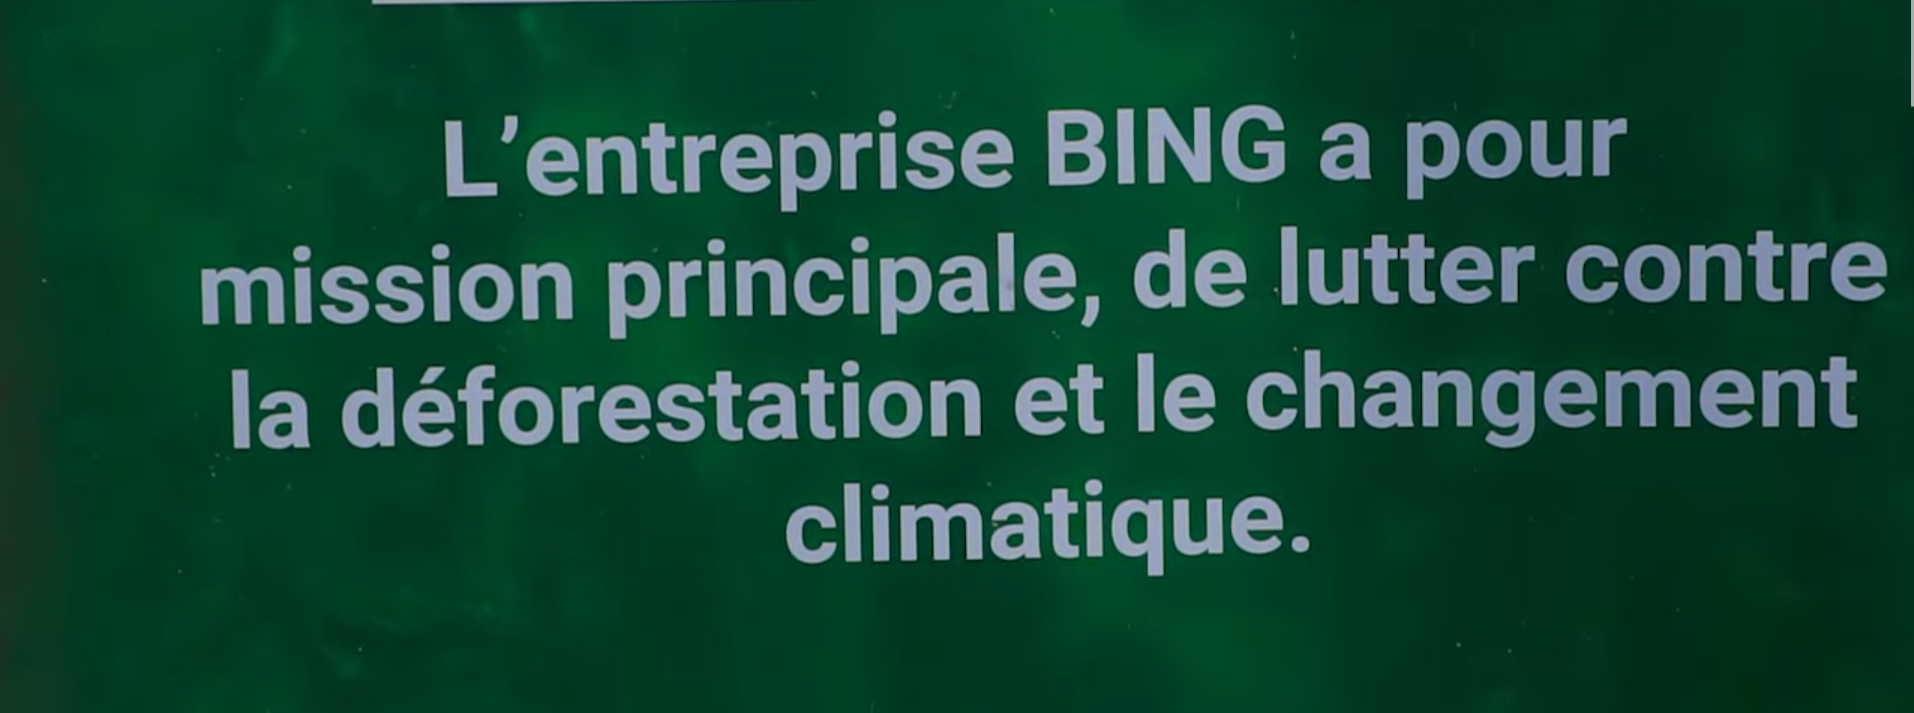 L'entreprise BING a pour
mission principale, de lutter contre
la déforestation et le changement
climatique.